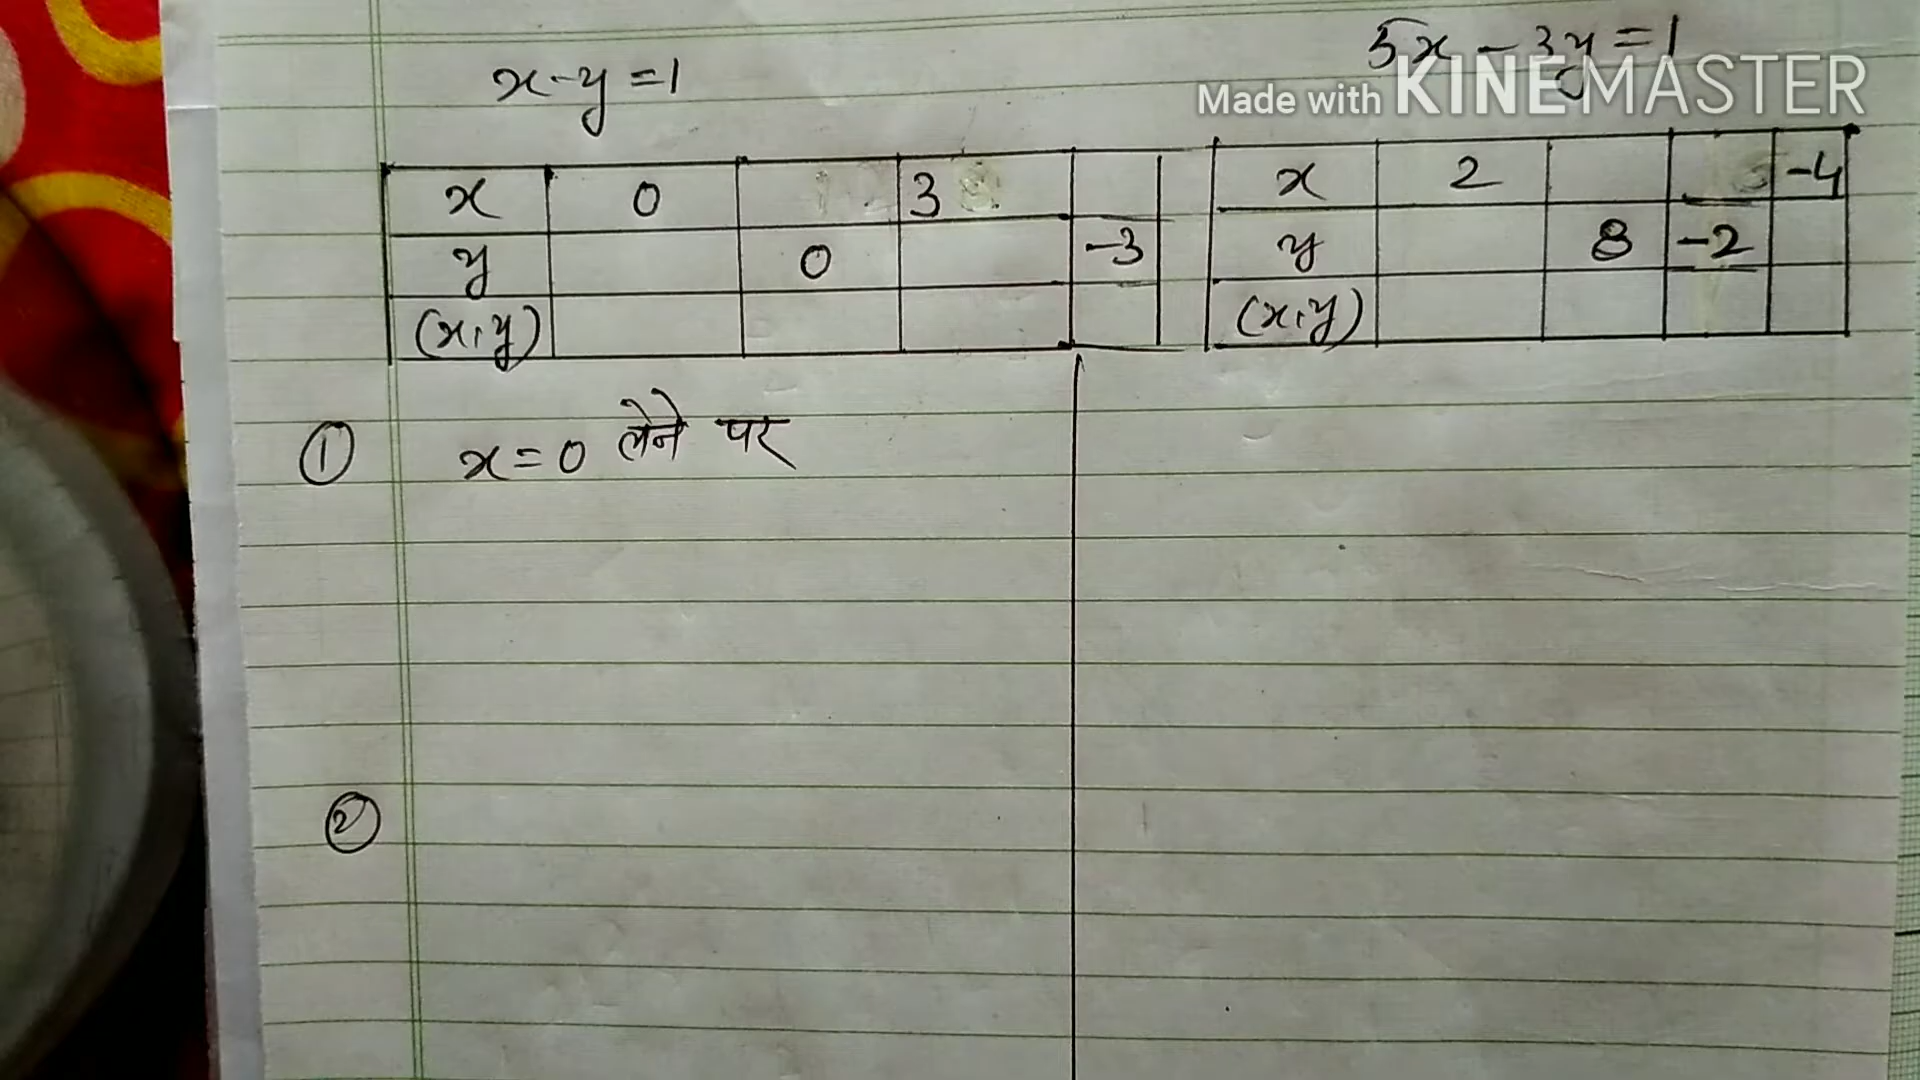 x-y=1
5x-3y=1
Made with KINEMASTER
x 0 3
y 0 -3
(x,y)
x 2 -4
y 8 -2
(x,y)
① x=0 लेने पर
②